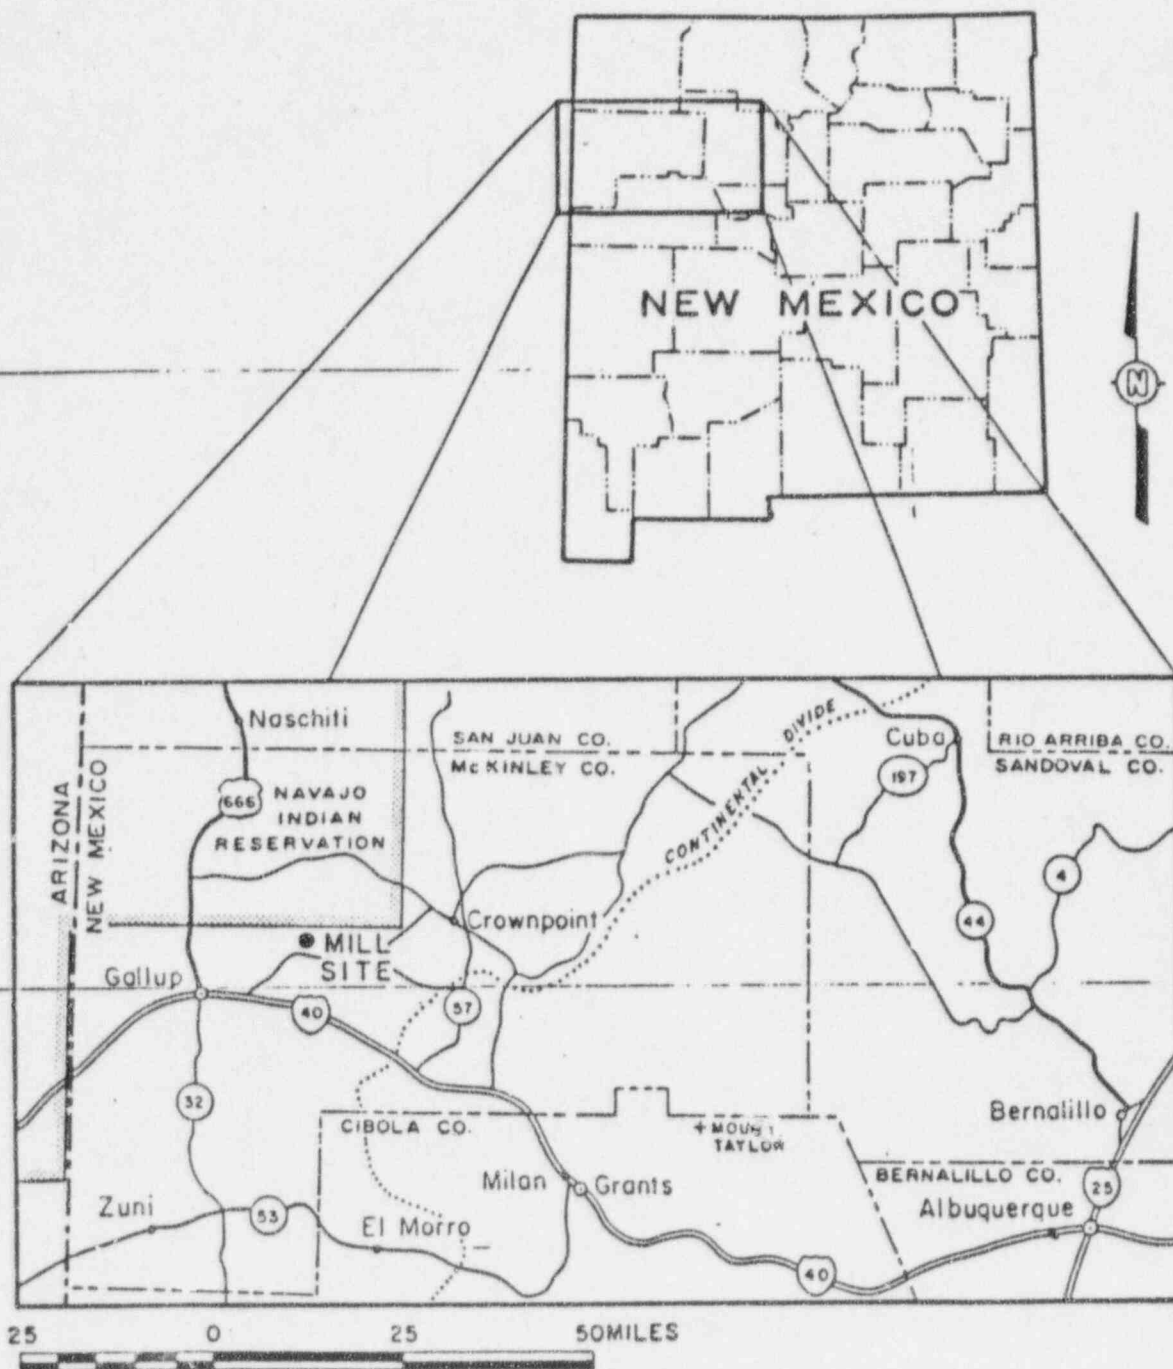 NEW MEXICO
N
Naschiti
SAN JUAN CO.
McKINLEY CO.
CONTINENTAL DIVIDE
Cuba
RIO ARRIBA CO.
SANDOVAL CO.
197
666
NAVAJO
INDIAN
RESERVATION
ARIZONA
NEW MEXICO
4
44
Crownpoint
MILL
SITE
Gallup
40
57
32
CIBOLA CO.
MOUNT
TAYLOR
Bernalillo
Milan
Grants
BERNALILLO CO.
25
Albuquerque
Zuni
53
El Morro
40
25 0 25 50 MILES